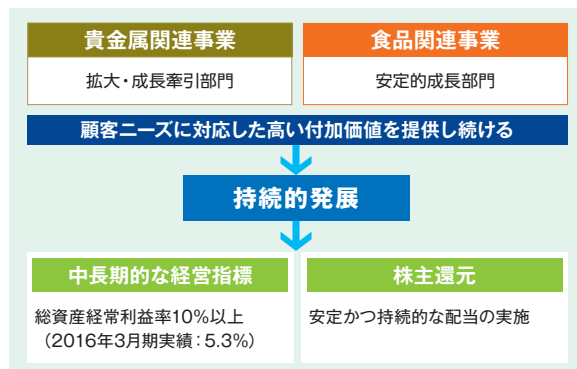 貴金属関連事業
食品関連事業
拡大・成長牽引部門
安定的成長部門
顧客ニーズに対応した高い付加価値を提供し続ける
持続的発展
中長期的な経営指標
株主還元
総資産経常利益率10%以上
（2016年3月期実績：5.3%）
安定かつ持続的な配当の実施